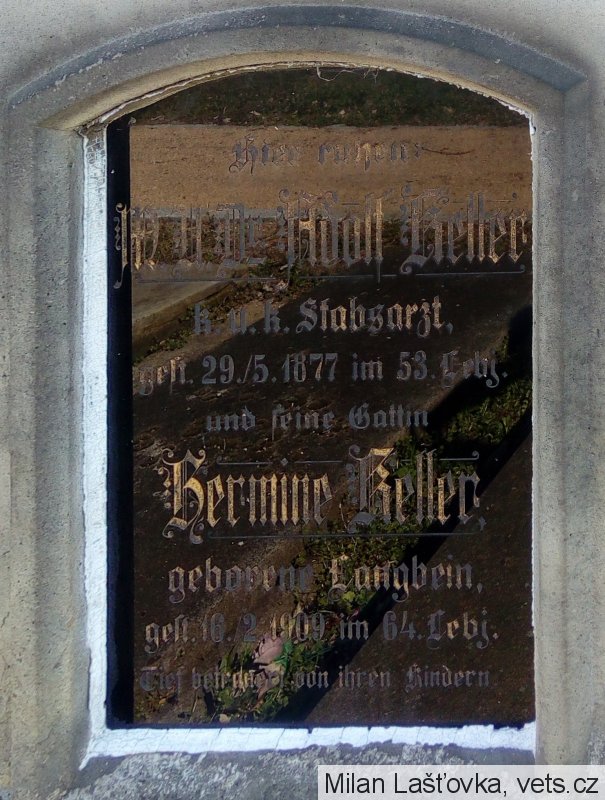 Hier ruhen:
M.U.Dr. Adolf Keller
k. u. k. Stabsarzt,
gest. 29./5. 1877 im 53. Lebj.
und seine Gattin
Hermine Keller,
geborene Langbein,
gest. 16. 2. 1909 im 64. Lebj.
Tief betrauert von ihren Kindern.
Milan Lašťovka, vets.cz